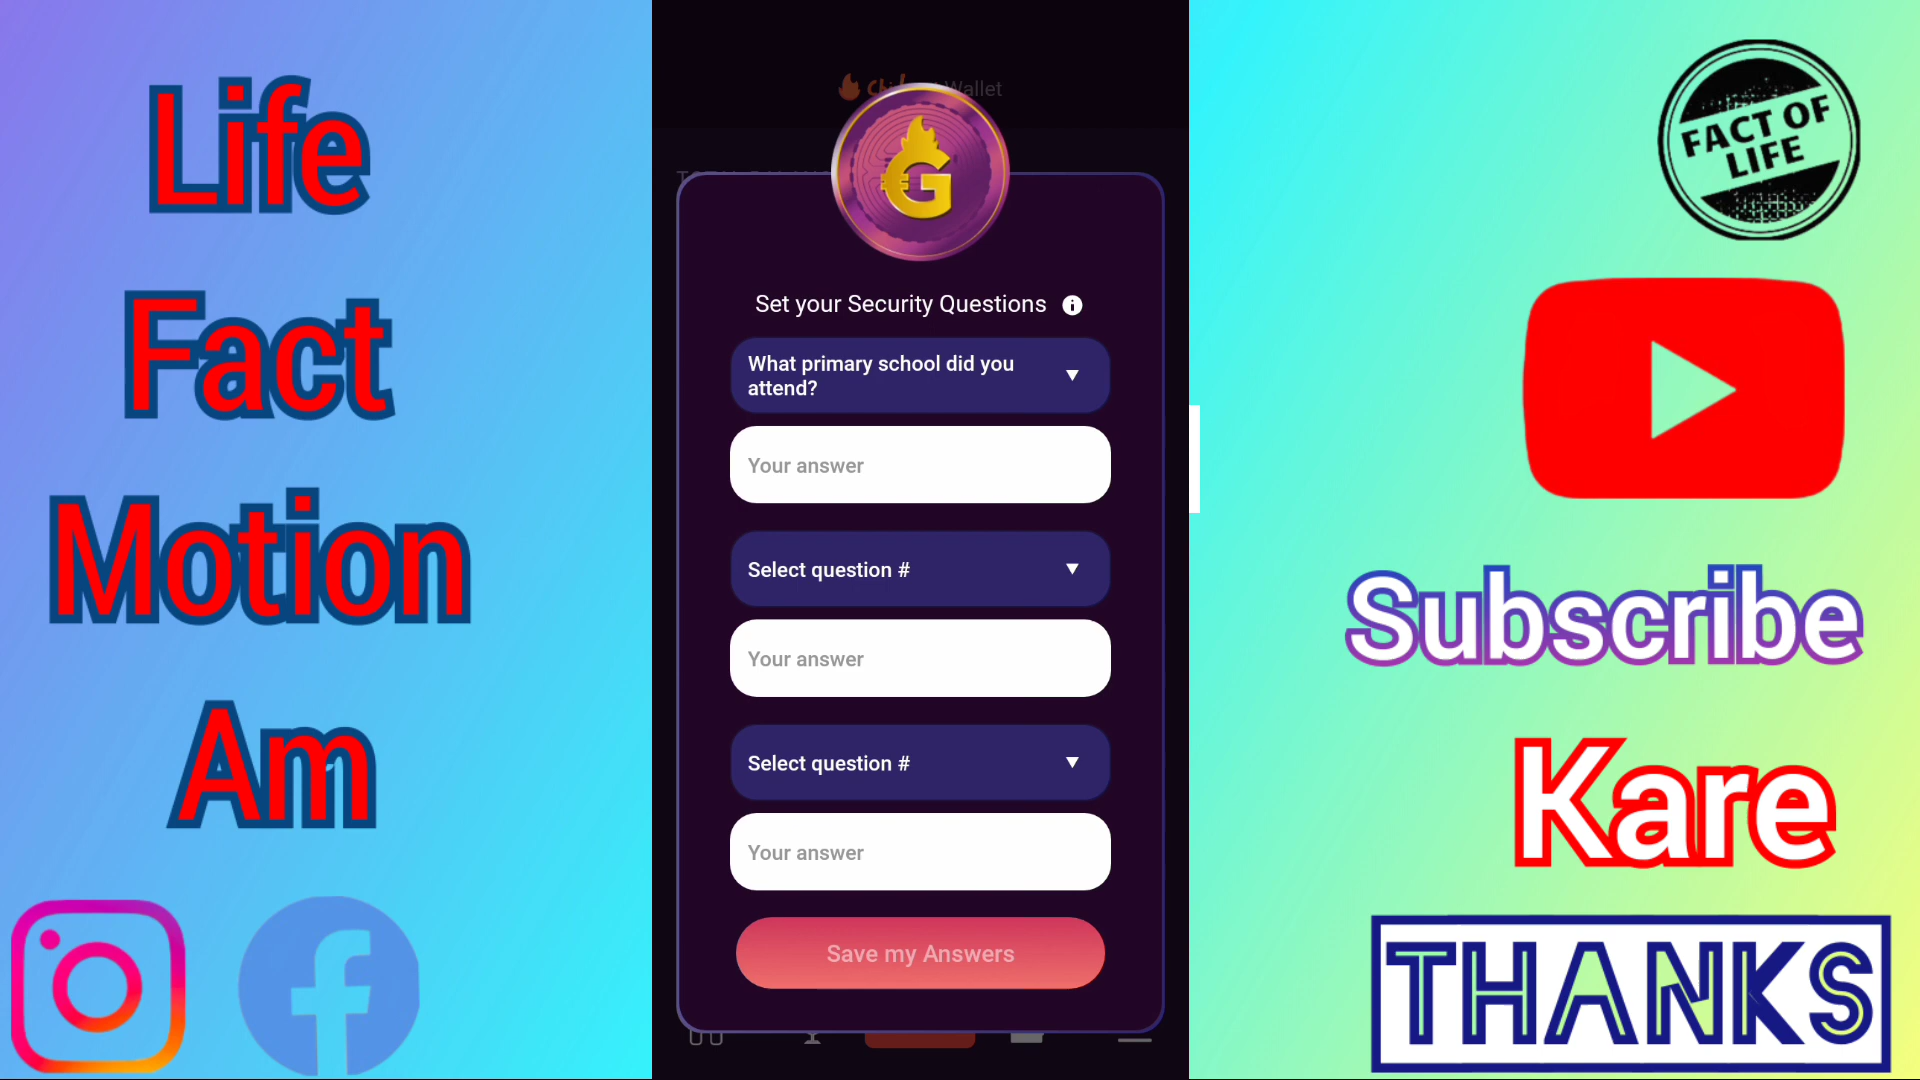 Life
Fact
Motion
Am
Wallet
Set your Security Questions
What primary school did you
attend?
Your answer
Select question #
Your answer
Select question #
Your answer
Save my Answers
FACT OF
LIFE
Subscribe
Kare
THANKS